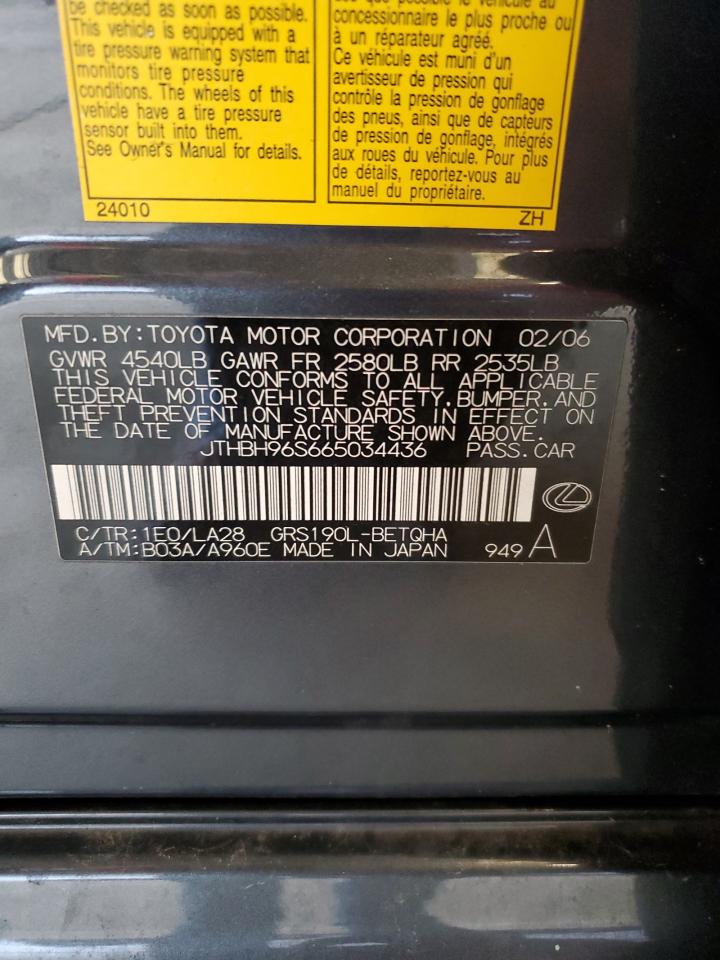 be checked as soon as possible.
This vehicle is equipped with a
tire pressure warning system that
monitors tire pressure
conditions. The wheels of this
vehicle have a tire pressure
sensor built into them.
See Owner's Manual for details.
que possible le véhicule au
concessionnaire le plus proche ou
à un réparateur agréé.
Ce véhicule est muni d'un
avertisseur de pression qui
contrôle la pression de gonflage
des pneus, ainsi que de capteurs
de pression de gonflage, intégrés
aux roues du véhicule. Pour plus
de détails, reportez-vous au
manuel du propriétaire.
24010
ZH
MFD.BY:TOYOTA MOTOR CORPORATION 02/06
GVWR 4540LB GAWR FR 2580LB RR 2535LB
THIS VEHICLE CONFORMS TO ALL APPLICABLE
FEDERAL MOTOR VEHICLE SAFETY,BUMPER,AND
THEFT PREVENTION STANDARDS IN EFFECT ON
THE DATE OF MANUFACTURE SHOWN ABOVE.
JTHBH96S665034436 PASS.CAR
C/TR:1E0/LA28 GRS190L-BETQHA
A/TM:B03A/A960E MADE IN JAPAN 949 A